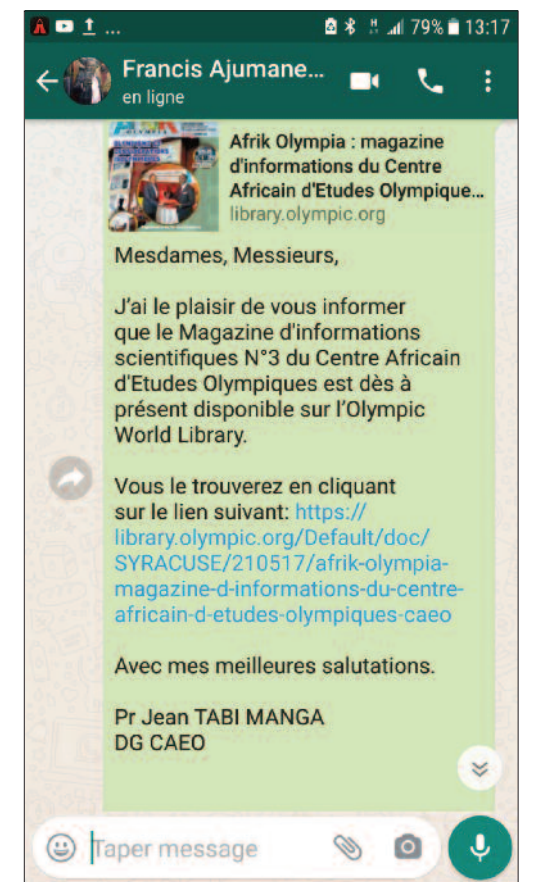 79% 13:17
Francis Ajumane...
en ligne
Afrik Olympia : magazine
d'informations du Centre
Africain d'Etudes Olympique...
library.olympic.org
Mesdames, Messieurs,
J'ai le plaisir de vous informer
que le Magazine d'informations
scientifiques N°3 du Centre Africain
d'Etudes Olympiques est dès à
présent disponible sur l'Olympic
World Library.
Vous le trouverez en cliquant
sur le lien suivant: https://
library.olympic.org/Default/doc/
SYRACUSE/210517/afrik-olympia-
magazine-d-informations-du-centre-
africain-d-etudes-olympiques-caeo
Avec mes meilleures salutations.
Pr Jean TABI MANGA
DG CAEO
Taper message